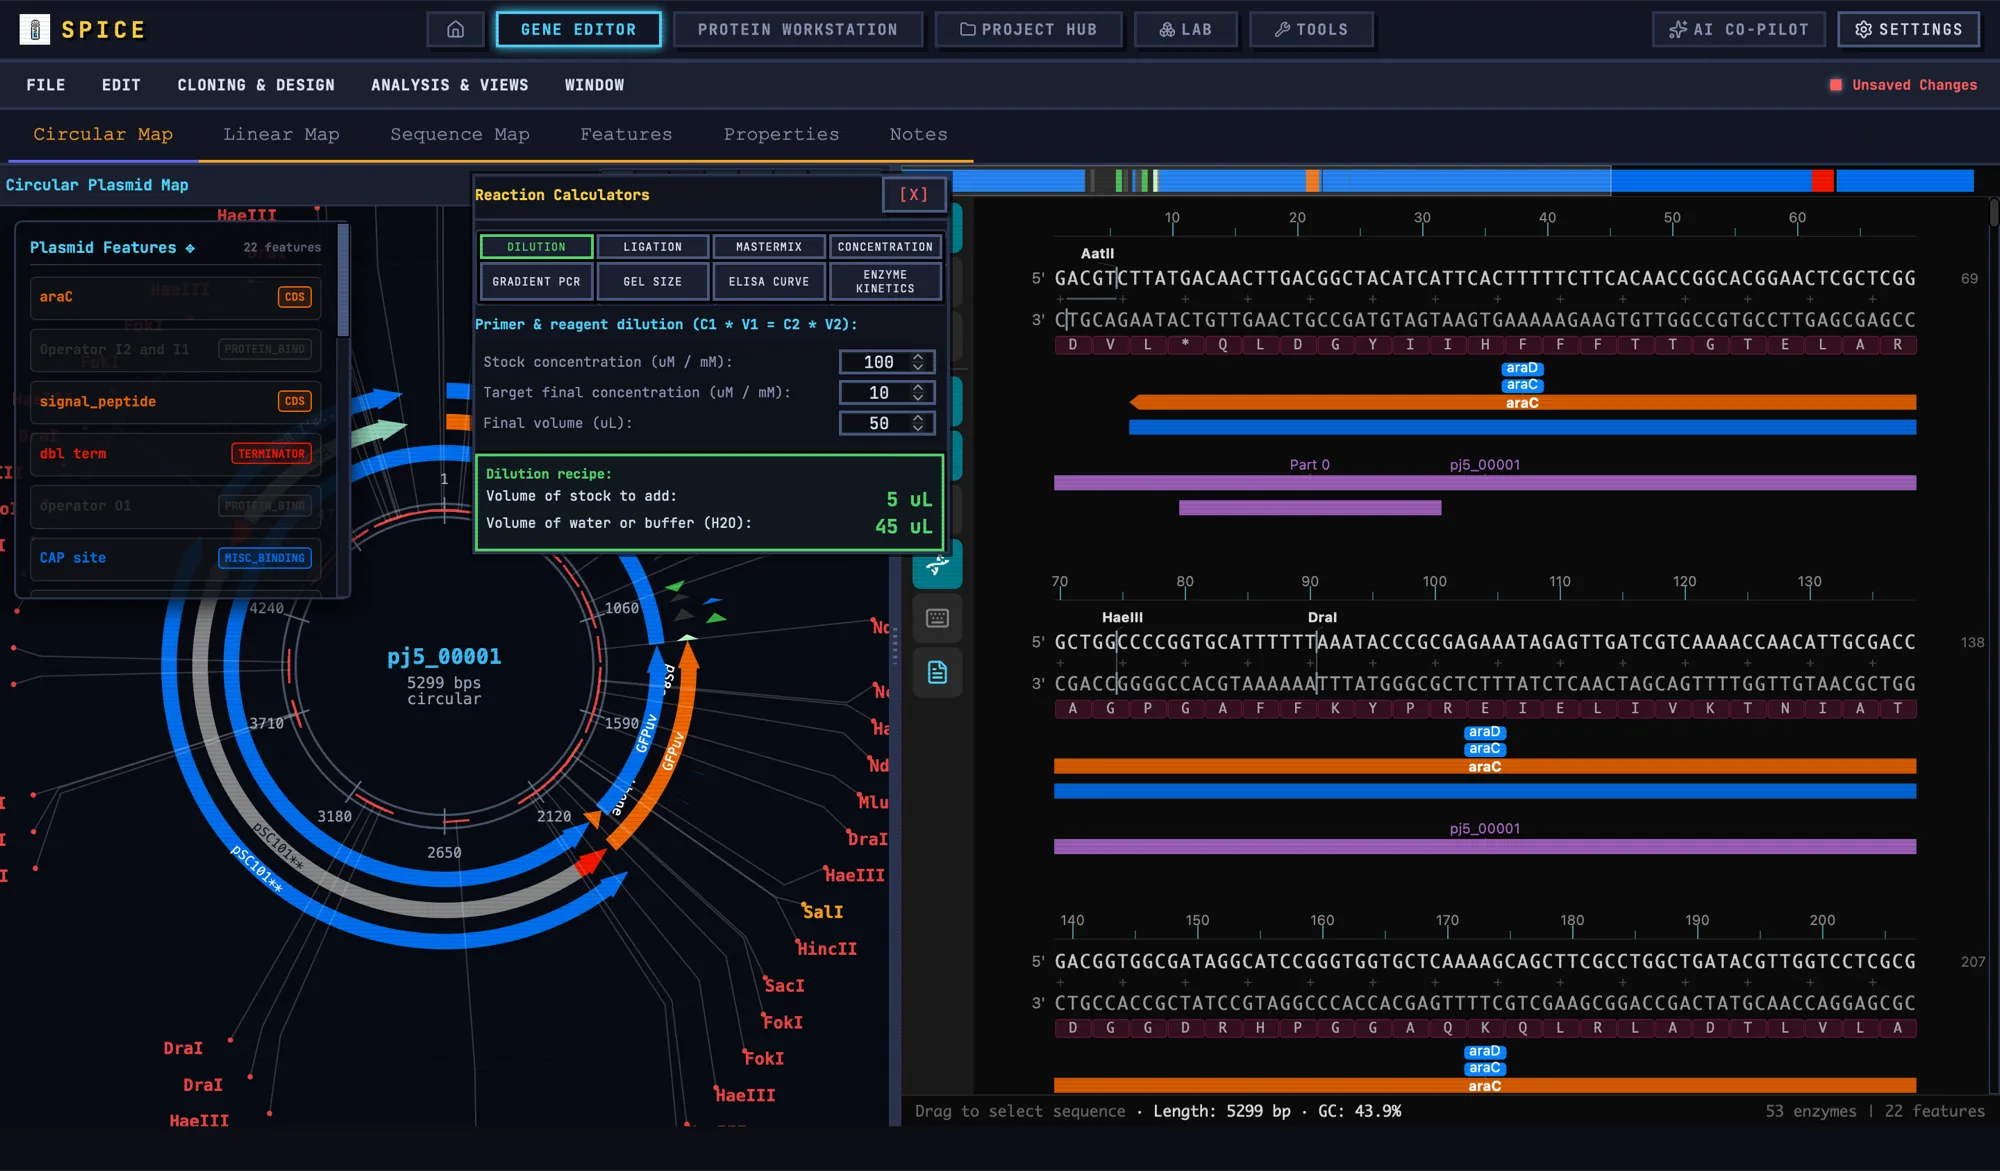 SPICE
GENE EDITOR
PROTEIN WORKSTATION
PROJECT HUB
LAB
TOOLS
AI CO-PILOT
SETTINGS
FILE
EDIT
CLONING & DESIGN
ANALYSIS & VIEWS
WINDOW
Unsaved Changes
Circular Map
Linear Map
Sequence Map
Features
Properties
Notes
Circular Plasmid Map
HaeIII
Plasmid Features
22 features
araC CDS
Operator I2 and I1 PROTEIN_BIND
signal_peptide CDS
dbl term TERMINATOR
operator O1 PROTEIN_BIND
CAP site MISC_BINDING
Reaction Calculators
[X]
DILUTION
LIGATION
MASTERMIX
CONCENTRATION
GRADIENT PCR
GEL SIZE
ELISA CURVE
ENZYME
KINETICS
Primer & reagent dilution (C1 * V1 = C2 * V2):
Stock concentration (uM / mM): 100
Target final concentration (uM / mM): 10
Final volume (uL): 50
Dilution recipe:
Volume of stock to add: 5 uL
Volume of water or buffer (H2O): 45 uL
1
1060
1590
2120
2650
3180
3710
4240
pj5_00001
5299 bps
circular
GFPuv
GFPuv
pSC101**
pSC101**
Mlu
DraI
HaeIII
SalI
HincII
SacI
FokI
FokI
HaeIII
DraI
DraI
HaeIII
10 20 30 40 50 60
AatII
5' GACGTCTTATGACAACTTGACGGCTACATCATTCACTTTTTCTTCACAACCGGCACGGAACTCGCTCGG 69
3' CTGCAGAATACTGTTGAACTGCCGATGTAGTAAGTGAAAAAGAAGTGTTGGCCGTGCCTTGAGCGAGCC
D V L * Q L D G Y I I H F F F T T G T E L A R
araD
araC
araC
Part 0
pj5_00001
70 80 90 100 110 120 130
HaeIII
DraI
5' GCTGGCCCCGGTGCATTTTTTAAATACCCGCGAGAAATAGAGTTGATCGTCAAAACCAACATTGCGACC 138
3' CGACCGGGGCCACGTAAAAAATTTATGGGCGCTCTTTATCTCAACTAGCAGTTTTGGTTGTAACGCTGG
A G P G A F F K Y P R E I E L I V K T N I A T
araD
araC
araC
pj5_00001
140 150 160 170 180 190 200
5' GACGGTGGCGATAGGCATCCGGGTGGTGCTCAAAAGCAGCTTCGCCTGGCTGATACGTTGGTCCTCGCG 207
3' CTGCCACCGCTATCCGTAGGCCCACCACGAGTTTTCGTCGAAGCGGACCGACTATGCAACCAGGAGCGC
D G G D R H P G G A Q K Q L R L A D T L V L A
araD
araC
araC
Drag to select sequence · Length: 5299 bp · GC: 43.9%
53 enzymes | 22 features